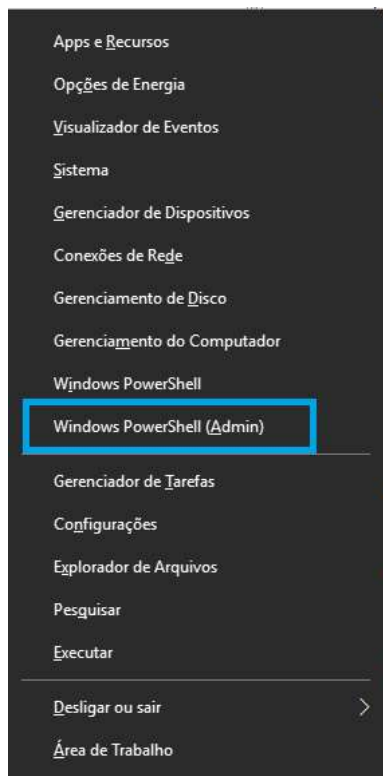 Apps e Recursos
Opções de Energia
Visualizador de Eventos
Sistema
Gerenciador de Dispositivos
Conexões de Rede
Gerenciamento de Disco
Gerenciamento do Computador
Windows PowerShell
Windows PowerShell (Admin)
Gerenciador de Tarefas
Configurações
Explorador de Arquivos
Pesquisar
Executar
Desligar ou sair
Área de Trabalho